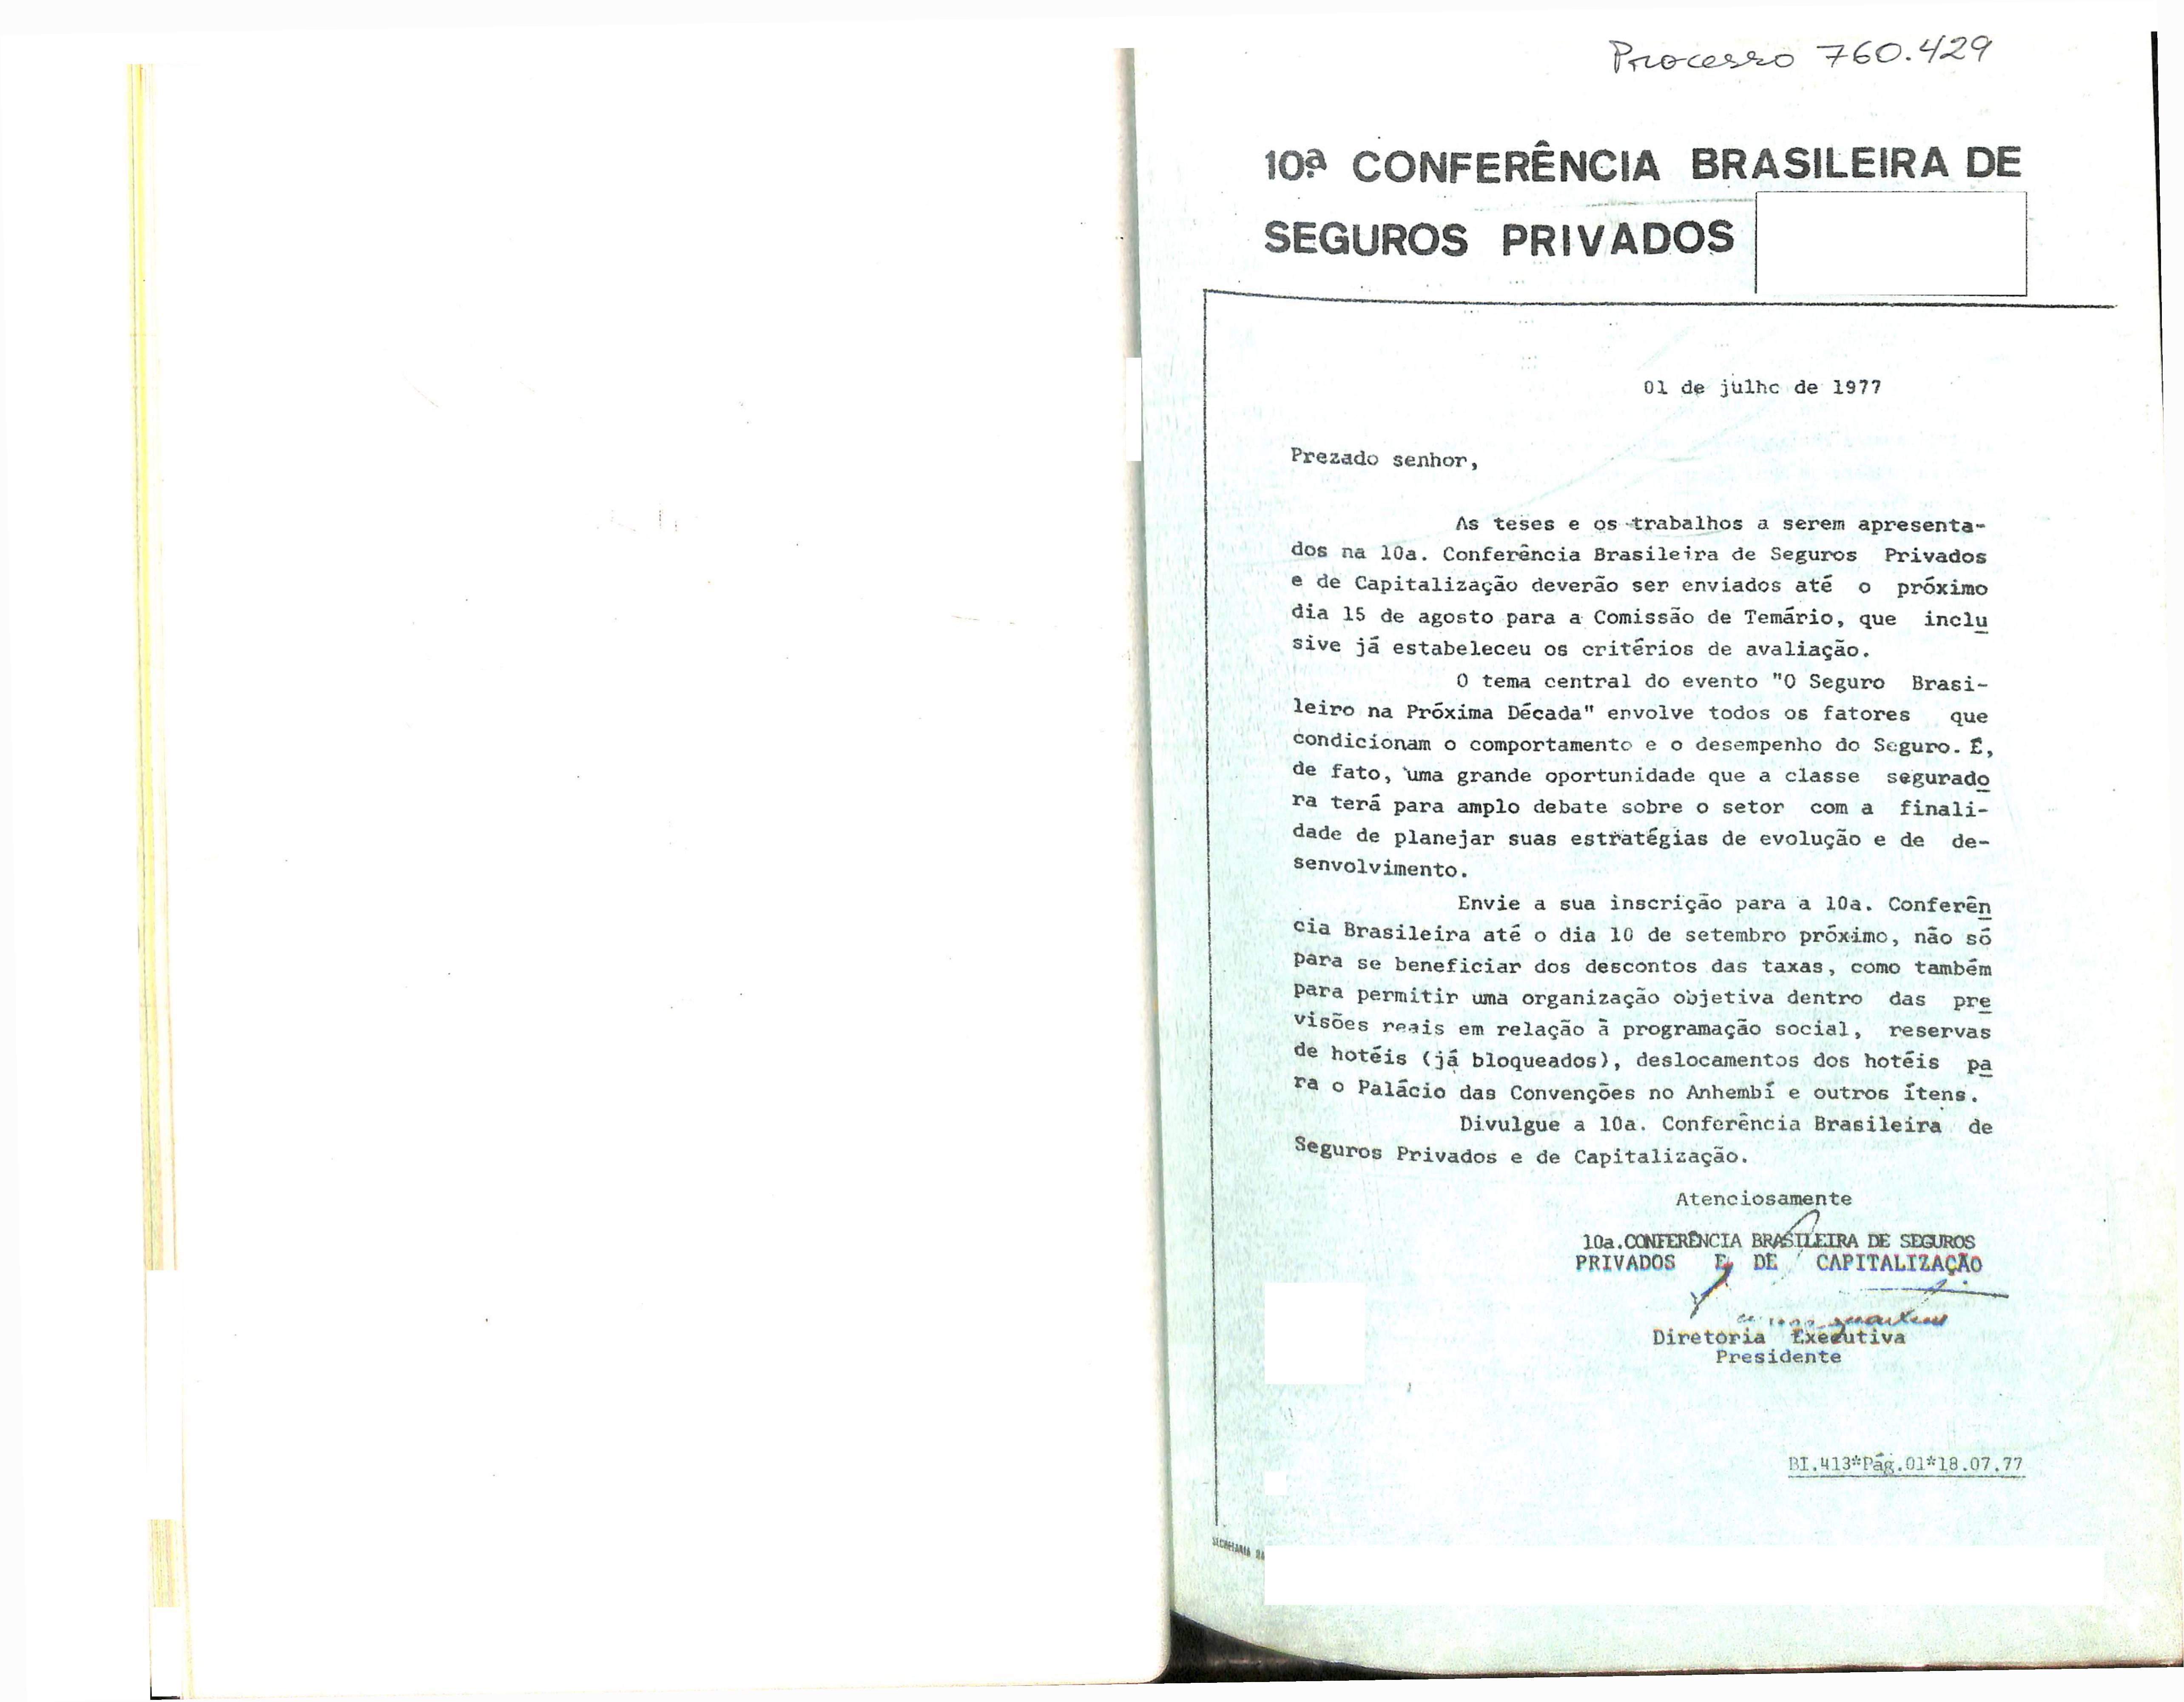 Processo 760.429
10ª CONFERÊNCIA BRASILEIRA DE
SEGUROS PRIVADOS
01 de julho de 1977
Prezado senhor,
As teses e os trabalhos a serem apresenta-
dos na 10a. Conferência Brasileira de Seguros Privados
e de Capitalização deverão ser enviados até o próximo
dia 15 de agosto para a Comissão de Temário, que inclu
sive já estabeleceu os critérios de avaliação.
O tema central do evento "O Seguro Brasi-
leiro na Próxima Década" envolve todos os fatores que
condicionam o comportamento e o desempenho do Seguro. É,
de fato, uma grande oportunidade que a classe segurado
ra terá para amplo debate sobre o setor com a finali-
dade de planejar suas estratégias de evolução e de de-
senvolvimento.
Envie a sua inscrição para a 10a. Conferên
cia Brasileira até o dia 10 de setembro próximo, não só
para se beneficiar dos descontos das taxas, como também
para permitir uma organização objetiva dentro das pre
visões reais em relação à programação social, reservas
de hotéis (já bloqueados), deslocamentos dos hotéis pa
ra o Palácio das Convenções no Anhembí e outros ítens.
Divulgue a 10a. Conferência Brasileira de
Seguros Privados e de Capitalização.
Atenciosamente
10a.CONFERÊNCIA BRASILEIRA DE SEGUROS
PRIVADOS E DE CAPITALIZAÇÃO
Diretoria Executiva
Presidente
BI.413*Pág.01*18.07.77
SECRETARIA